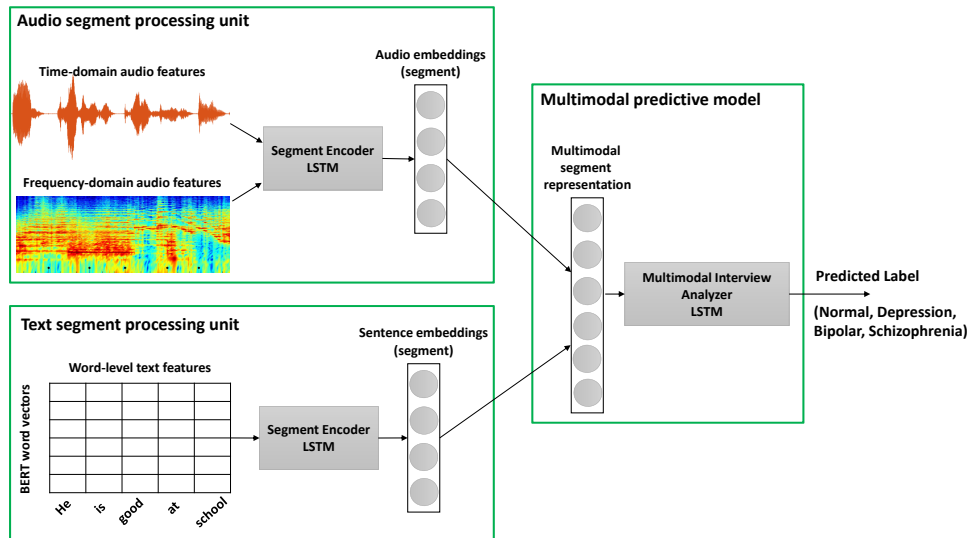 Audio segment processing unit
Time-domain audio features
Frequency-domain audio features
Segment Encoder
LSTM
Audio embeddings
(segment)
Text segment processing unit
Word-level text features
BERT word vectors
He is good at school
Segment Encoder
LSTM
Sentence embeddings
(segment)
Multimodal predictive model
Multimodal
segment
representation
Multimodal Interview
Analyzer
LSTM
Predicted Label
(Normal, Depression,
Bipolar, Schizophrenia)